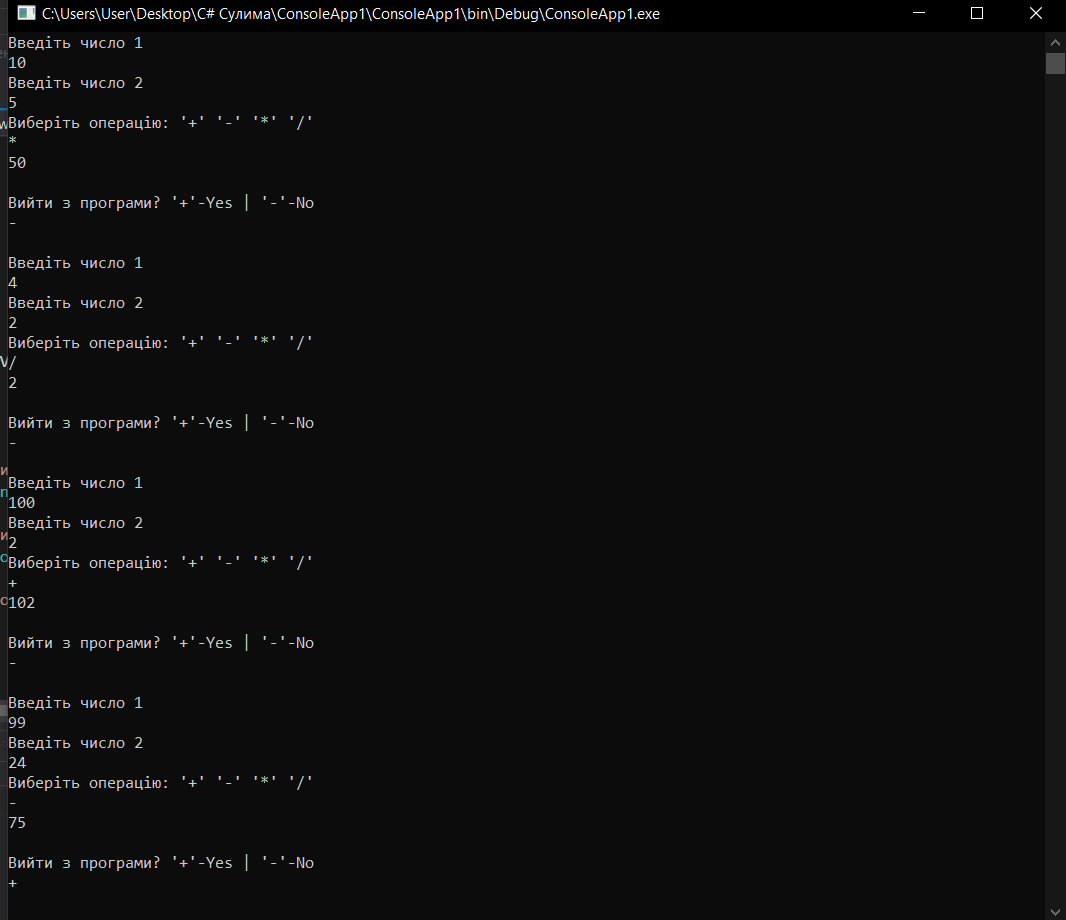 C:\Users\User\Desktop\C# Сулима\ConsoleApp1\ConsoleApp1\bin\Debug\ConsoleApp1.exe
Введіть число 1
10
Введіть число 2
5
Виберіть операцію: '+' '-' '*' '/'
*
50
Вийти з програми? '+'-Yes | '-'-No
-
Введіть число 1
4
Введіть число 2
2
Виберіть операцію: '+' '-' '*' '/'
/
2
Вийти з програми? '+'-Yes | '-'-No
-
Введіть число 1
100
Введіть число 2
2
Виберіть операцію: '+' '-' '*' '/'
+
102
Вийти з програми? '+'-Yes | '-'-No
-
Введіть число 1
99
Введіть число 2
24
Виберіть операцію: '+' '-' '*' '/'
-
75
Вийти з програми? '+'-Yes | '-'-No
+